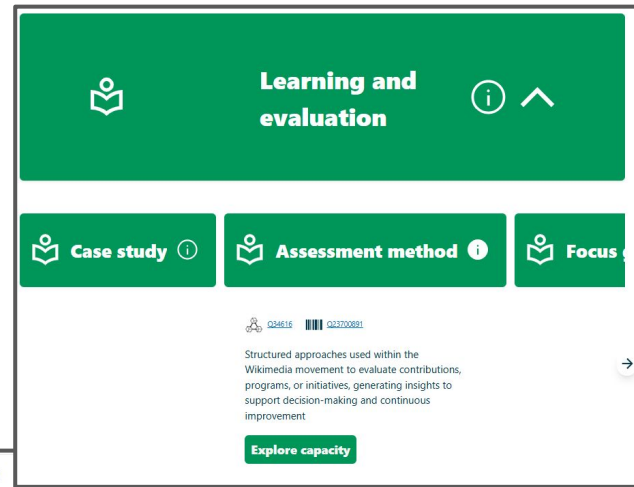 Learning and
evaluation
Case study
Assessment method
Focus
Q34616
Q23700891
Structured approaches used within the
Wikimedia movement to evaluate contributions,
programs, or initiatives, generating insights to
support decision-making and continuous
improvement
Explore capacity